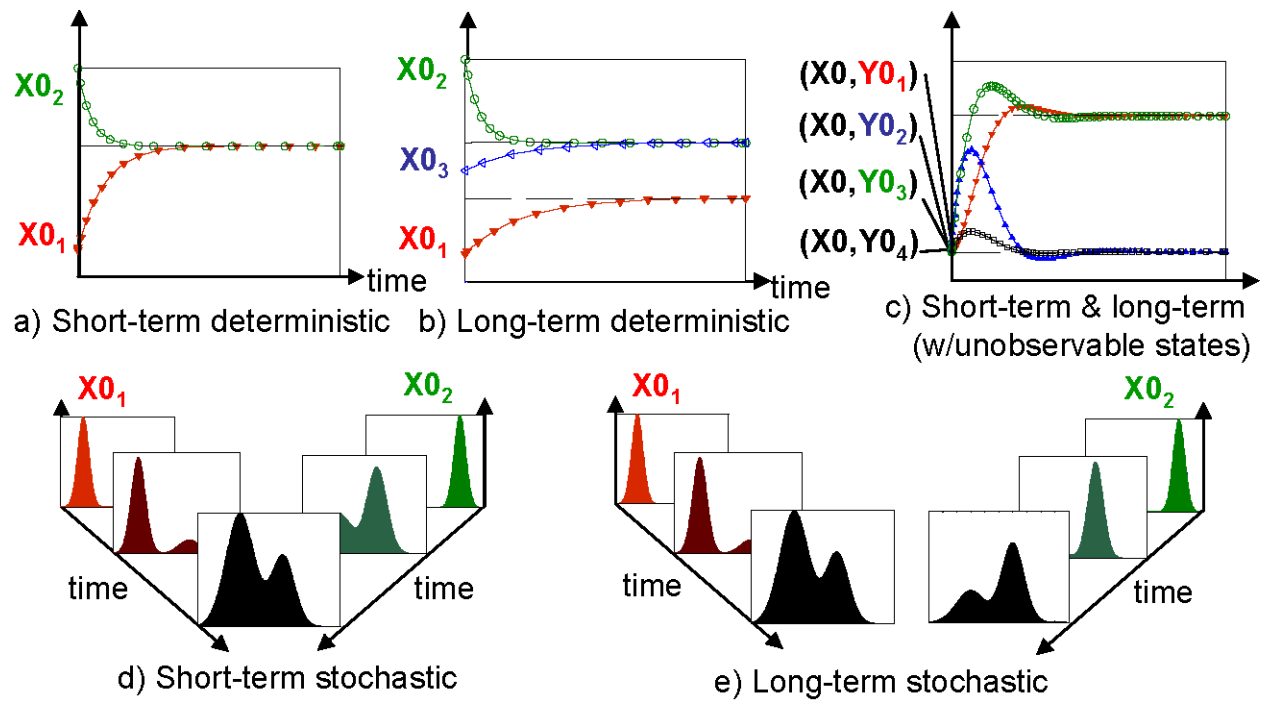 X0₂
X0₁
time
a) Short-term deterministic
X0₂
X0₃
X0₁
time
b) Long-term deterministic
(X0,Y0₁)
(X0,Y0₂)
(X0,Y0₃)
(X0,Y0₄)
c) Short-term & long-term
(w/unobservable states)
X0₁
X0₂
time
time
d) Short-term stochastic
X0₁
X0₂
time
time
e) Long-term stochastic